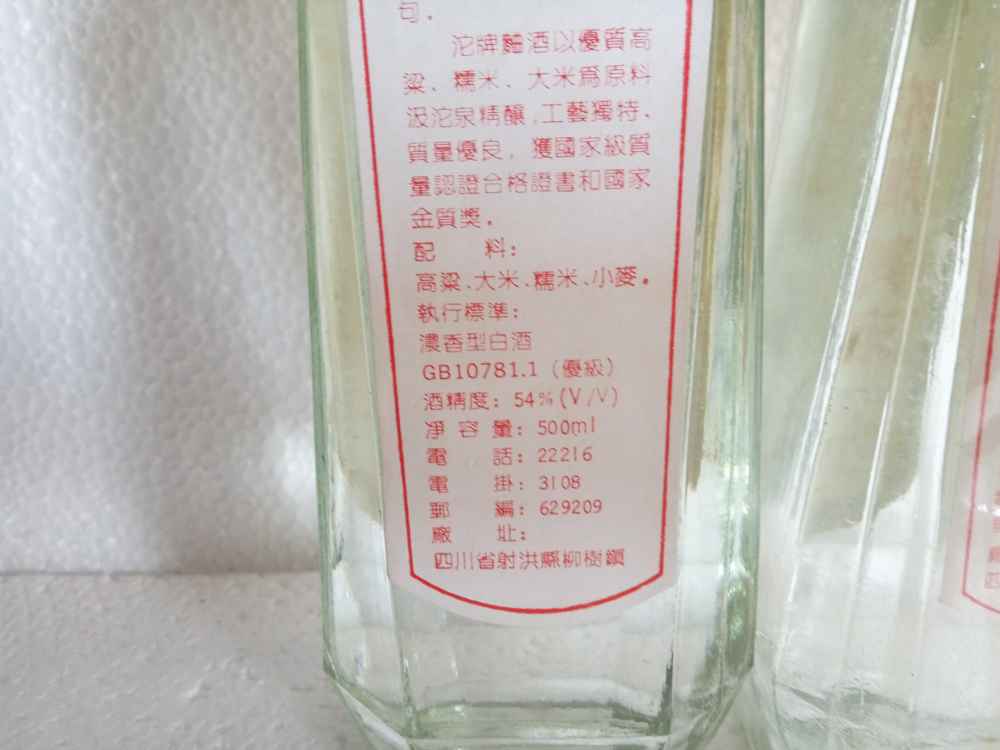 句.
沱牌麯酒以優質高
粱、糯米、大米爲原料
汲沱泉精釀,工藝獨特、
質量優良, 獲國家級質
量認證合格證書和國家
金質獎.
配 料:
高粱、大米、糯米、小麥。
執行標準:
濃香型白酒
GB10781.1 (優級)
酒精度: 54%(V/V)
凈 容 量: 500ml
電 話: 22216
電 掛: 3108
郵 編: 629209
廠 址:
四川省射洪縣柳樹鎮